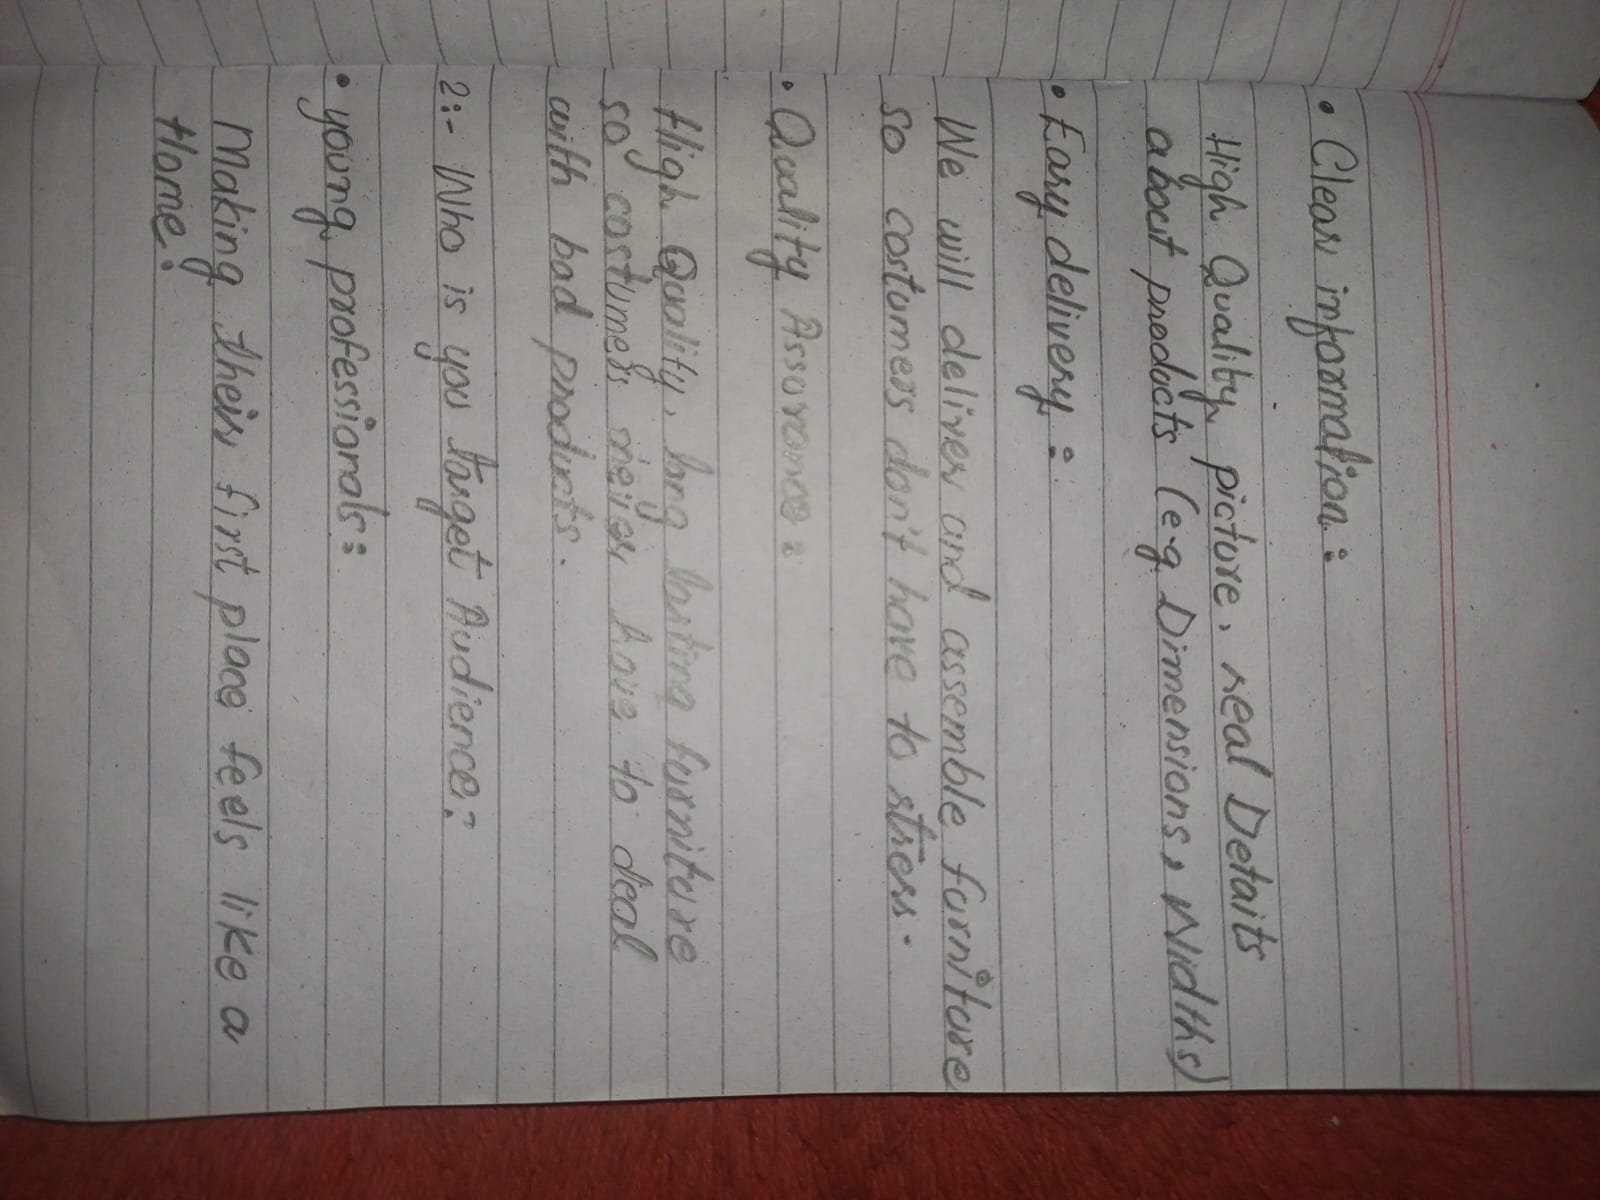 • Clear information:
High Quality picture, real Details
about products (e.g Dimensions, Widths)
• Easy delivery:
We will deliver and assemble furniture
so costumers don't have to stress.
• Quality Assurance:
High Quality, long lasting furniture
so costumers never have to deal
with bad products.
2:- Who is you target Audience:
• young professionals:
Making their first place feels like a
Home: